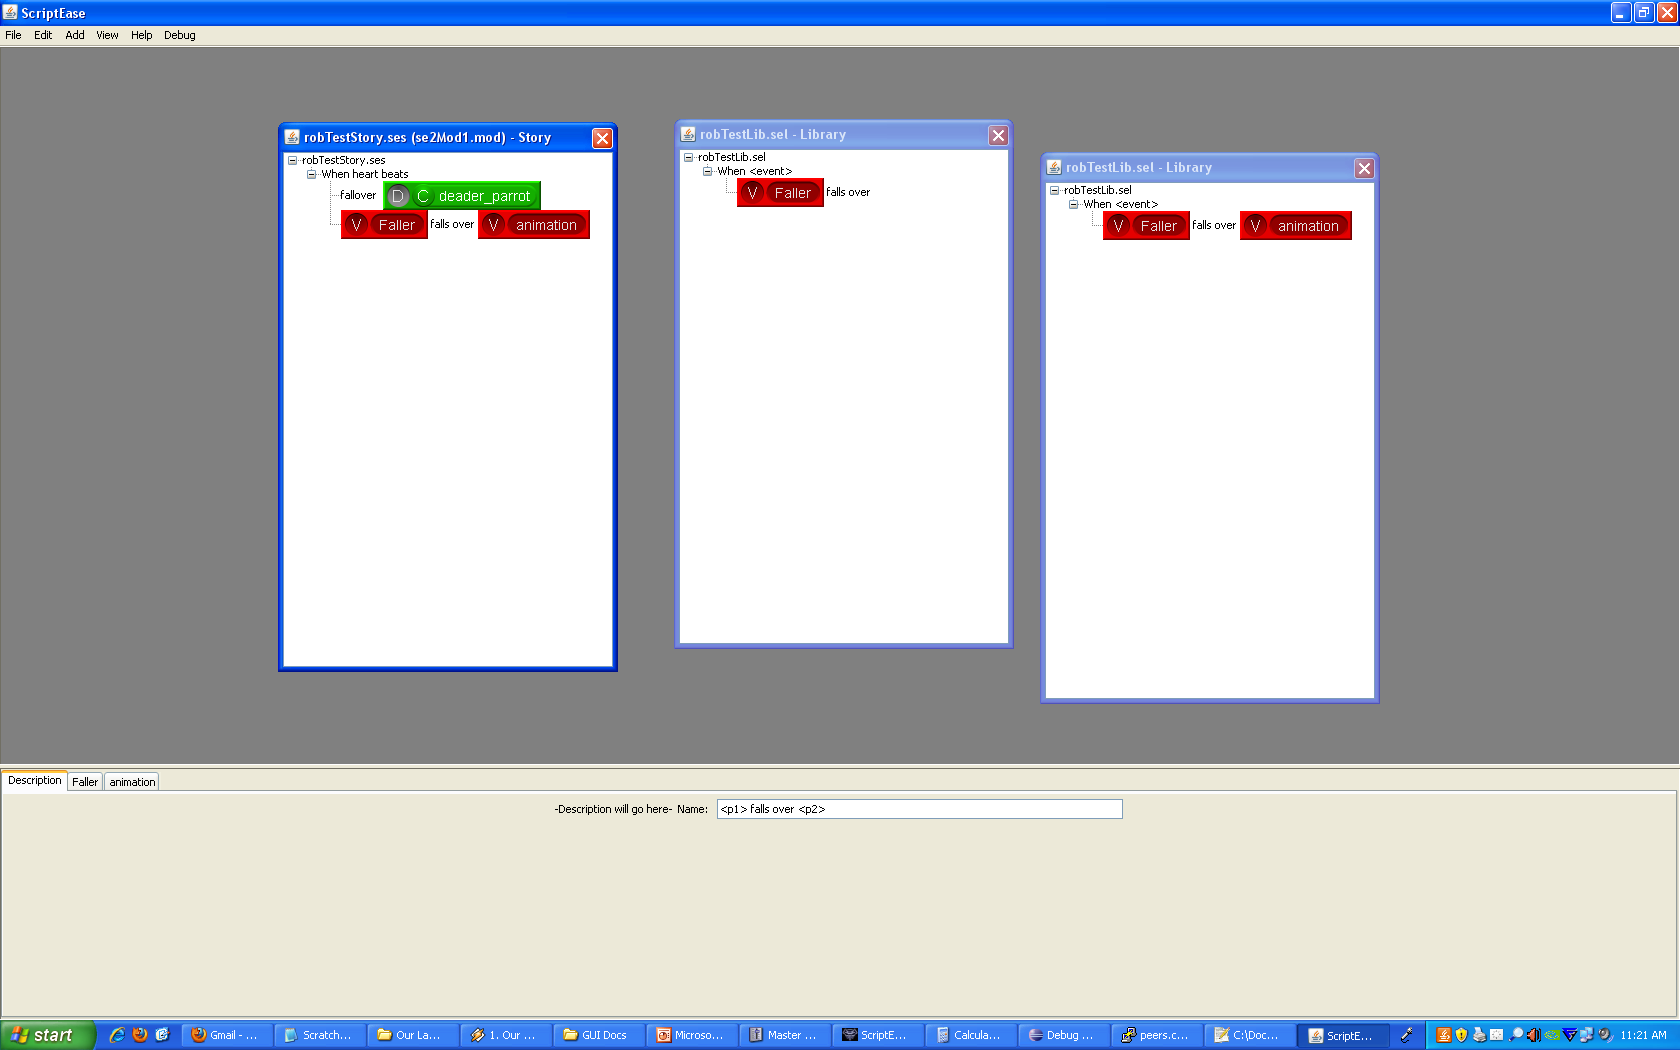 ScriptEase
File Edit Add View Help Debug
robTestStory.ses (se2Mod1.mod) - Story
robTestStory.ses
When heart beats
fallover D C deader_parrot
V Faller falls over V animation
robTestLib.sel - Library
robTestLib.sel
When <event>
V Faller falls over
robTestLib.sel - Library
robTestLib.sel
When <event>
V Faller falls over V animation
Description Faller animation
-Description will go here- Name: <p1> falls over <p2>
start Gmail - ... Scratch... Our La... 1. Our ... GUI Docs Microso... Master ... ScriptE... Calcula... Debug ... peers.c... C:\Doc... ScriptE... 11:21 AM